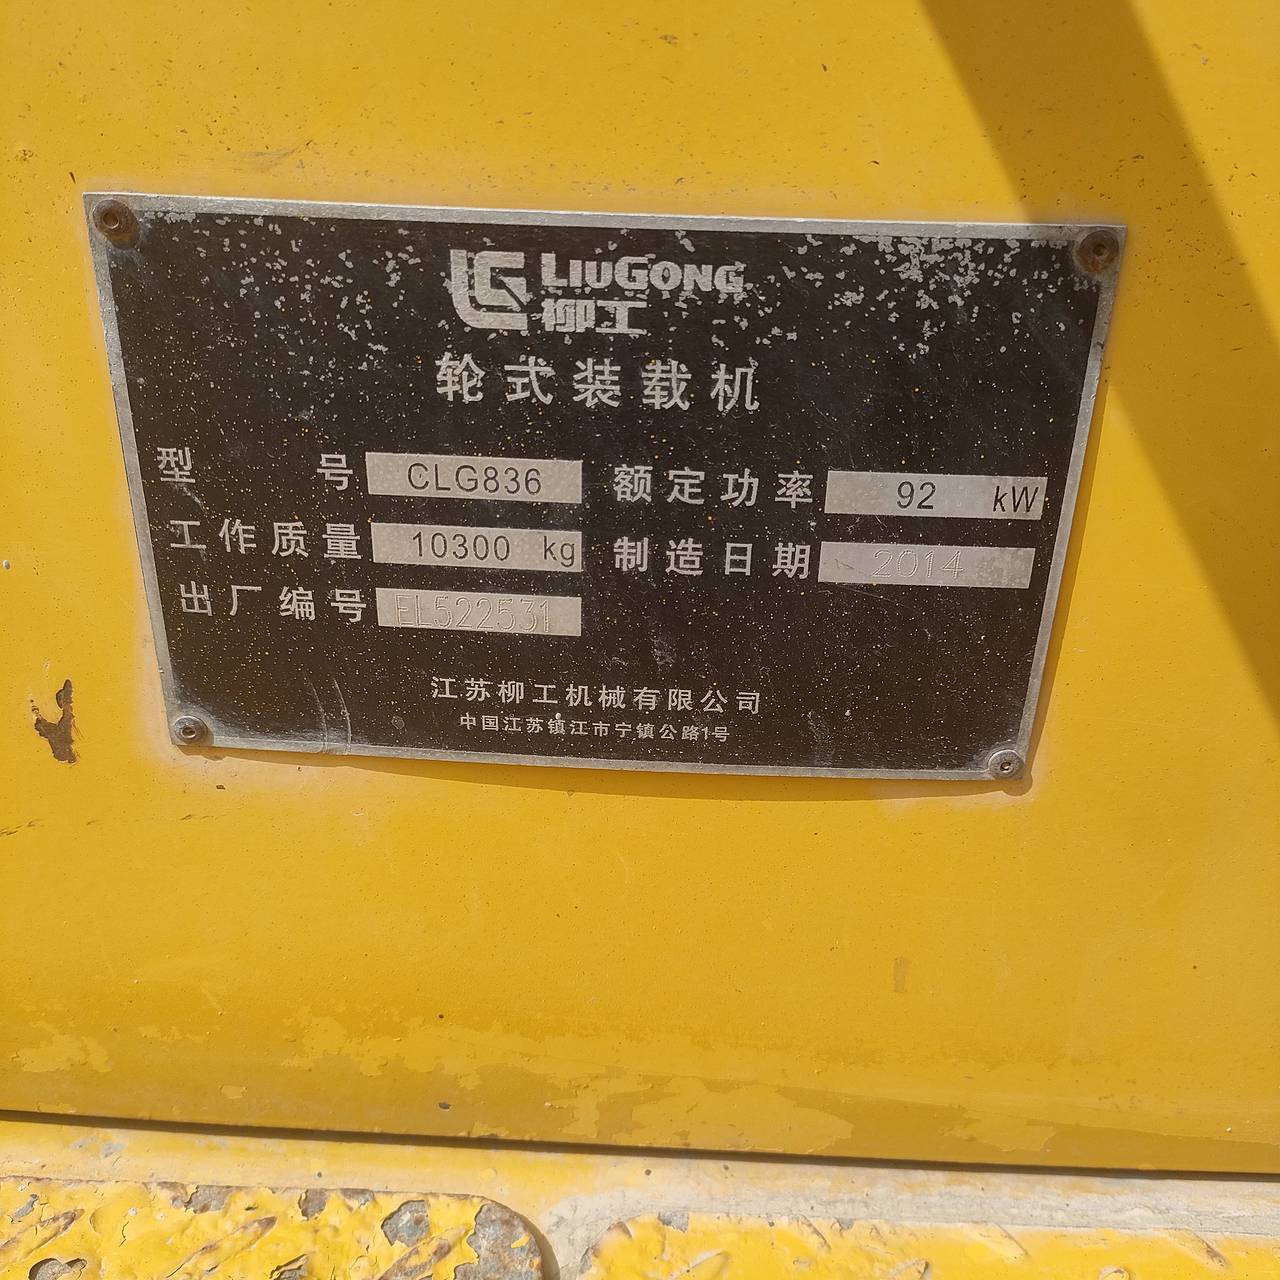 LG LIUGONG
柳工
轮式装载机
型号 CLG836 额定功率 92 kW
工作质量 10300 kg 制造日期 2014
出厂编号 EL522531
江苏柳工机械有限公司
中国江苏镇江市宁镇公路1号